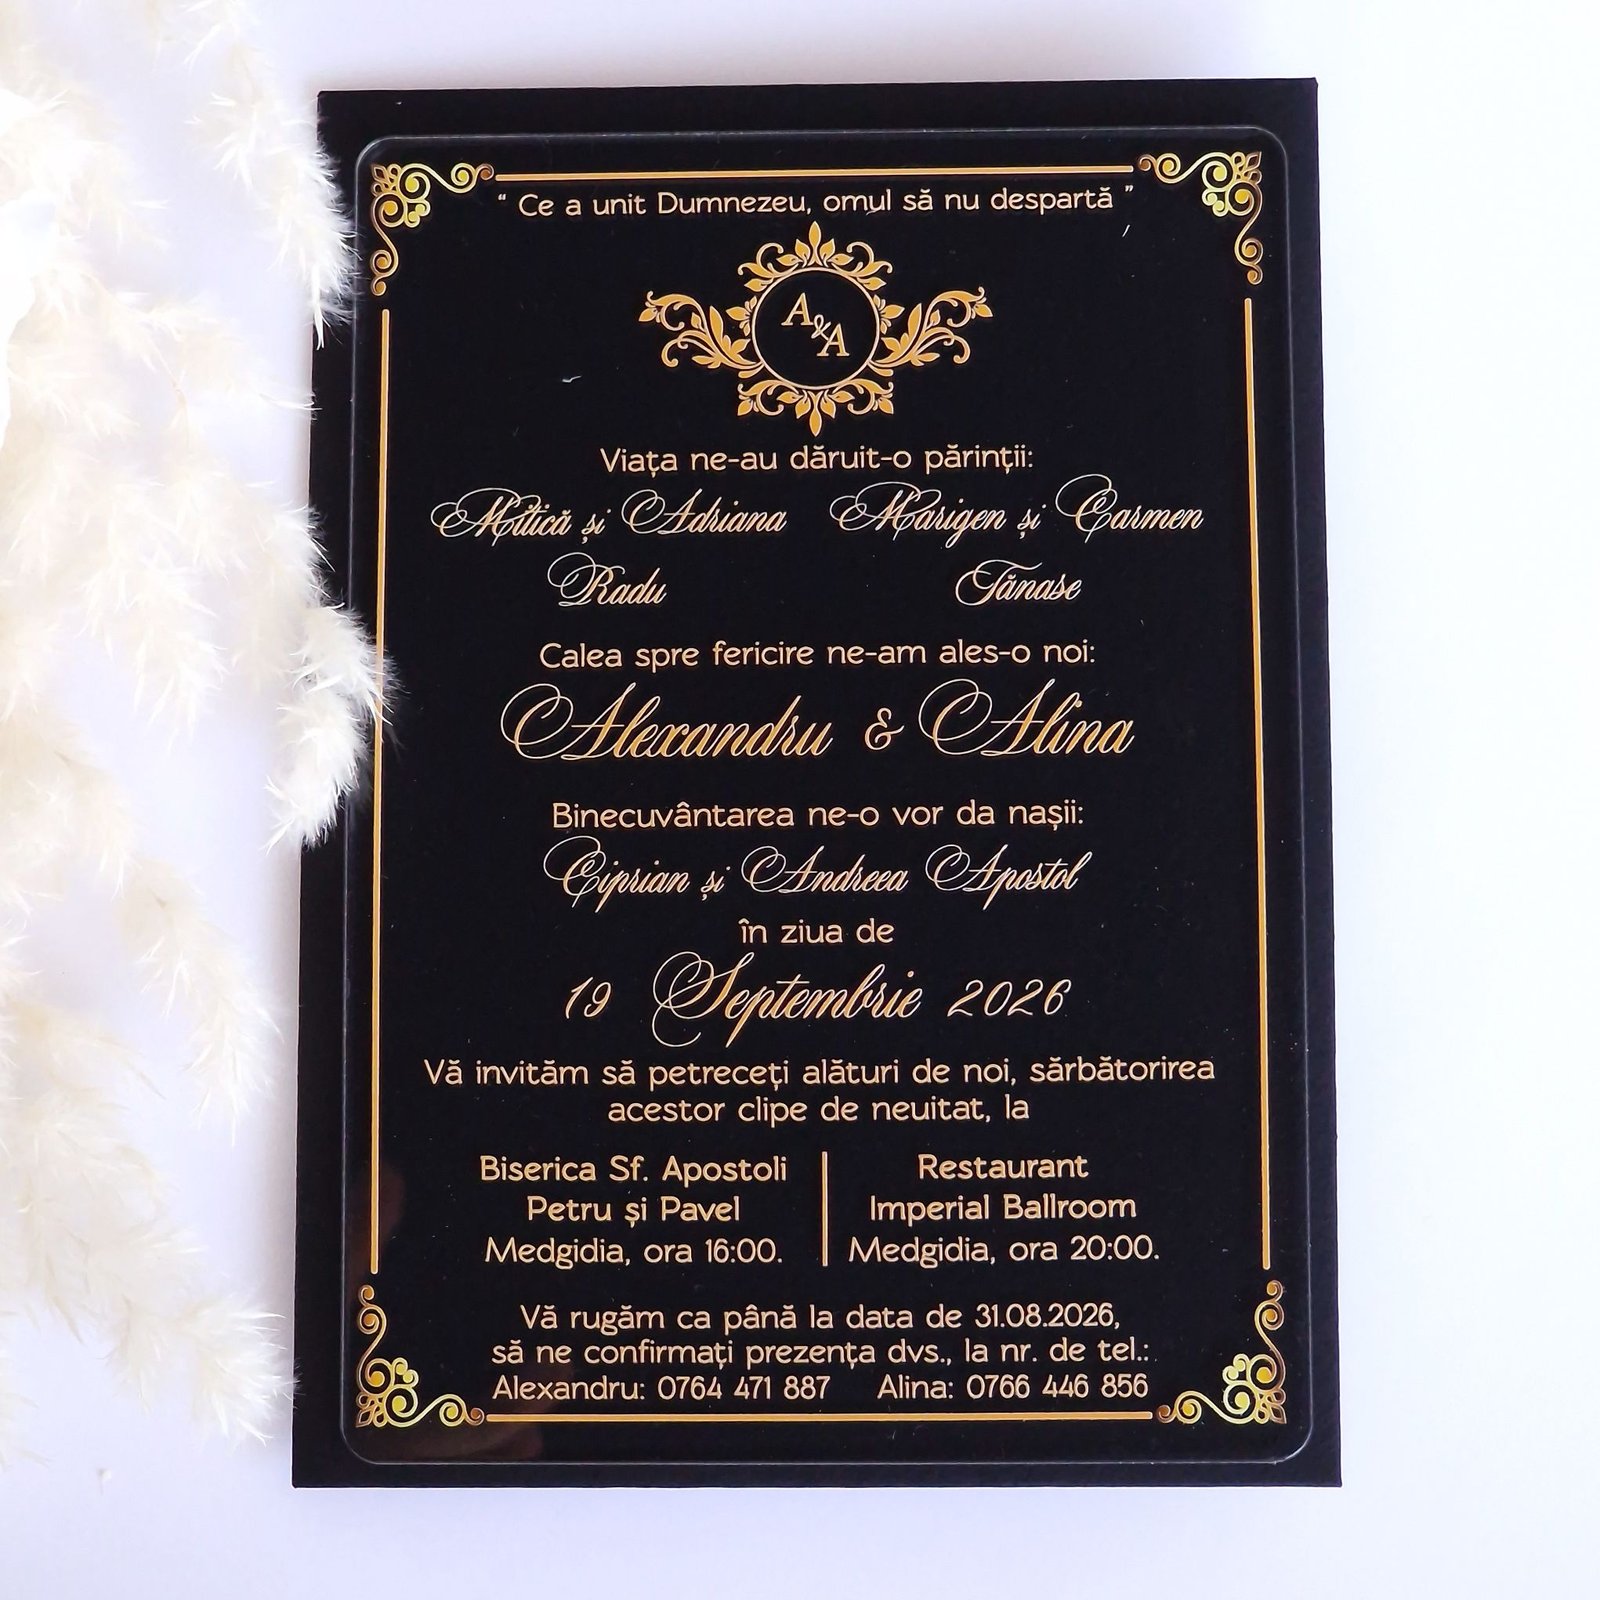 “ Ce a unit Dumnezeu, omul să nu despartă ”
A&A
Viața ne-au dăruit-o părinții:
Mitică și Adriana Marigen și Carmen
Radu Tănase
Calea spre fericire ne-am ales-o noi:
Alexandru & Alina
Binecuvântarea ne-o vor da nașii:
Ciprian și Andreea Apostol
în ziua de
19 Septembrie 2026
Vă invităm să petreceți alături de noi, sărbătorirea
acestor clipe de neuitat, la
Biserica Sf. Apostoli
Petru și Pavel
Medgidia, ora 16:00.
Restaurant
Imperial Ballroom
Medgidia, ora 20:00.
Vă rugăm ca până la data de 31.08.2026,
să ne confirmați prezența dvs., la nr. de tel.:
Alexandru: 0764 471 887 Alina: 0766 446 856